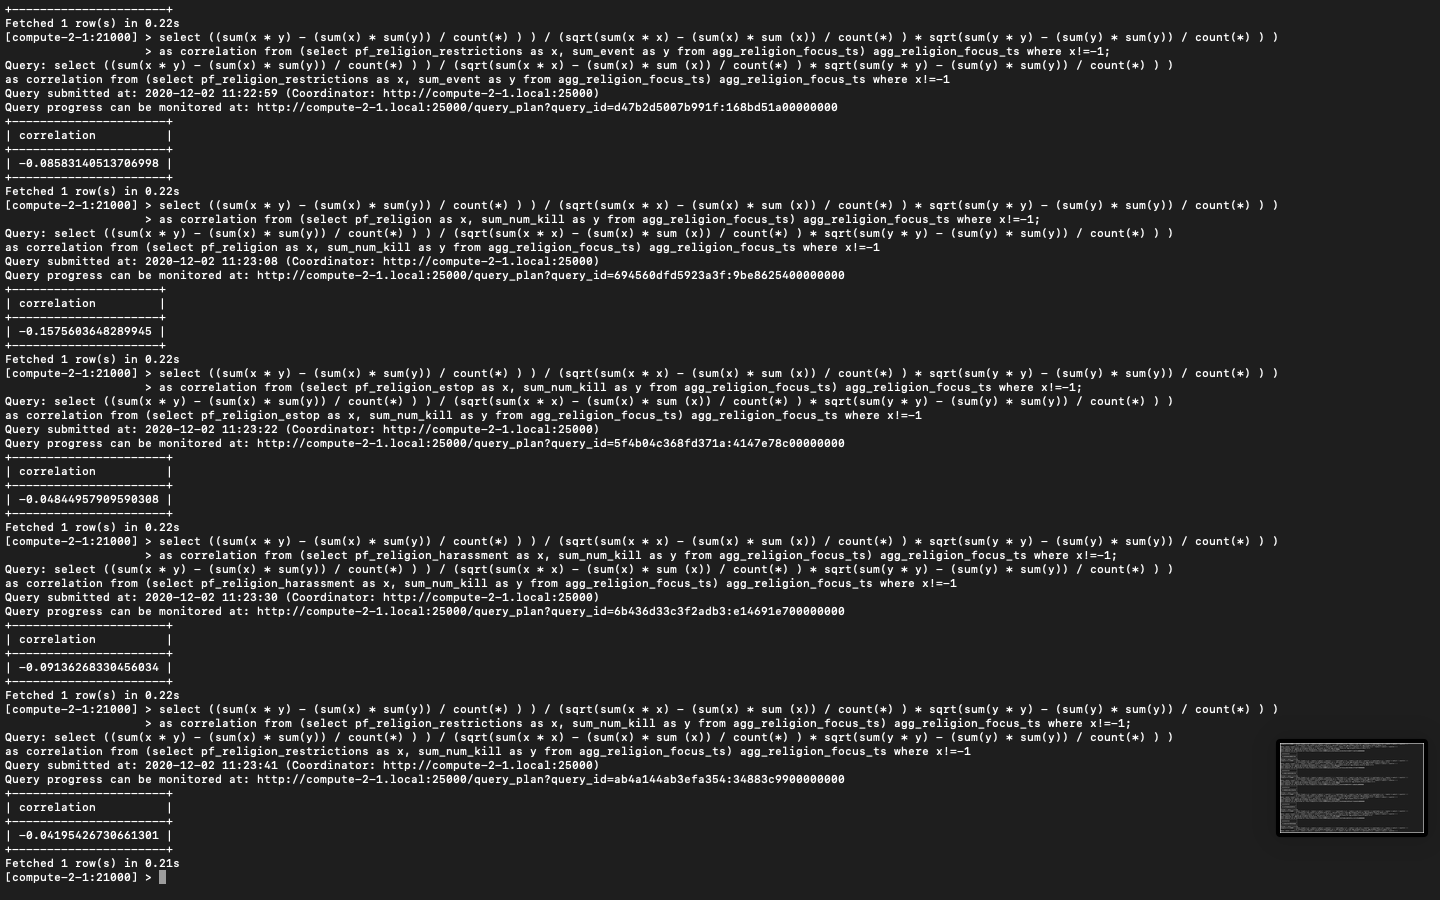 +----------------------+
Fetched 1 row(s) in 0.22s
[compute-2-1:21000] > select ((sum(x * y) - (sum(x) * sum(y)) / count(*) ) ) / (sqrt(sum(x * x) - (sum(x) * sum (x)) / count(*) ) * sqrt(sum(y * y) - (sum(y) * sum(y)) / count(*) ) )
> as correlation from (select pf_religion_restrictions as x, sum_event as y from agg_religion_focus_ts) agg_religion_focus_ts where x!=-1;
Query: select ((sum(x * y) - (sum(x) * sum(y)) / count(*) ) ) / (sqrt(sum(x * x) - (sum(x) * sum (x)) / count(*) ) * sqrt(sum(y * y) - (sum(y) * sum(y)) / count(*) ) )
as correlation from (select pf_religion_restrictions as x, sum_event as y from agg_religion_focus_ts) agg_religion_focus_ts where x!=-1
Query submitted at: 2020-12-02 11:22:59 (Coordinator: http://compute-2-1.local:25000)
Query progress can be monitored at: http://compute-2-1.local:25000/query_plan?query_id=d47b2d5007b991f:168bd51a00000000
+----------------------+
| correlation          |
+----------------------+
| -0.08583140513706998 |
+----------------------+
Fetched 1 row(s) in 0.22s
[compute-2-1:21000] > select ((sum(x * y) - (sum(x) * sum(y)) / count(*) ) ) / (sqrt(sum(x * x) - (sum(x) * sum (x)) / count(*) ) * sqrt(sum(y * y) - (sum(y) * sum(y)) / count(*) ) )
> as correlation from (select pf_religion as x, sum_num_kill as y from agg_religion_focus_ts) agg_religion_focus_ts where x!=-1;
Query: select ((sum(x * y) - (sum(x) * sum(y)) / count(*) ) ) / (sqrt(sum(x * x) - (sum(x) * sum (x)) / count(*) ) * sqrt(sum(y * y) - (sum(y) * sum(y)) / count(*) ) )
as correlation from (select pf_religion as x, sum_num_kill as y from agg_religion_focus_ts) agg_religion_focus_ts where x!=-1
Query submitted at: 2020-12-02 11:23:08 (Coordinator: http://compute-2-1.local:25000)
Query progress can be monitored at: http://compute-2-1.local:25000/query_plan?query_id=694560dfd5923a3f:9be8625400000000
+---------------------+
| correlation         |
+---------------------+
| -0.1575603648289945 |
+---------------------+
Fetched 1 row(s) in 0.22s
[compute-2-1:21000] > select ((sum(x * y) - (sum(x) * sum(y)) / count(*) ) ) / (sqrt(sum(x * x) - (sum(x) * sum (x)) / count(*) ) * sqrt(sum(y * y) - (sum(y) * sum(y)) / count(*) ) )
> as correlation from (select pf_religion_estop as x, sum_num_kill as y from agg_religion_focus_ts) agg_religion_focus_ts where x!=-1;
Query: select ((sum(x * y) - (sum(x) * sum(y)) / count(*) ) ) / (sqrt(sum(x * x) - (sum(x) * sum (x)) / count(*) ) * sqrt(sum(y * y) - (sum(y) * sum(y)) / count(*) ) )
as correlation from (select pf_religion_estop as x, sum_num_kill as y from agg_religion_focus_ts) agg_religion_focus_ts where x!=-1
Query submitted at: 2020-12-02 11:23:22 (Coordinator: http://compute-2-1.local:25000)
Query progress can be monitored at: http://compute-2-1.local:25000/query_plan?query_id=5f4b04c368fd371a:4147e78c00000000
+----------------------+
| correlation          |
+----------------------+
| -0.04844957909590308 |
+----------------------+
Fetched 1 row(s) in 0.22s
[compute-2-1:21000] > select ((sum(x * y) - (sum(x) * sum(y)) / count(*) ) ) / (sqrt(sum(x * x) - (sum(x) * sum (x)) / count(*) ) * sqrt(sum(y * y) - (sum(y) * sum(y)) / count(*) ) )
> as correlation from (select pf_religion_harassment as x, sum_num_kill as y from agg_religion_focus_ts) agg_religion_focus_ts where x!=-1;
Query: select ((sum(x * y) - (sum(x) * sum(y)) / count(*) ) ) / (sqrt(sum(x * x) - (sum(x) * sum (x)) / count(*) ) * sqrt(sum(y * y) - (sum(y) * sum(y)) / count(*) ) )
as correlation from (select pf_religion_harassment as x, sum_num_kill as y from agg_religion_focus_ts) agg_religion_focus_ts where x!=-1
Query submitted at: 2020-12-02 11:23:30 (Coordinator: http://compute-2-1.local:25000)
Query progress can be monitored at: http://compute-2-1.local:25000/query_plan?query_id=6b436d33c3f2adb3:e14691e700000000
+----------------------+
| correlation          |
+----------------------+
| -0.09136268330456034 |
+----------------------+
Fetched 1 row(s) in 0.22s
[compute-2-1:21000] > select ((sum(x * y) - (sum(x) * sum(y)) / count(*) ) ) / (sqrt(sum(x * x) - (sum(x) * sum (x)) / count(*) ) * sqrt(sum(y * y) - (sum(y) * sum(y)) / count(*) ) )
> as correlation from (select pf_religion_restrictions as x, sum_num_kill as y from agg_religion_focus_ts) agg_religion_focus_ts where x!=-1;
Query: select ((sum(x * y) - (sum(x) * sum(y)) / count(*) ) ) / (sqrt(sum(x * x) - (sum(x) * sum (x)) / count(*) ) * sqrt(sum(y * y) - (sum(y) * sum(y)) / count(*) ) )
as correlation from (select pf_religion_restrictions as x, sum_num_kill as y from agg_religion_focus_ts) agg_religion_focus_ts where x!=-1
Query submitted at: 2020-12-02 11:23:41 (Coordinator: http://compute-2-1.local:25000)
Query progress can be monitored at: http://compute-2-1.local:25000/query_plan?query_id=ab4a144ab3efa354:34883c9900000000
+----------------------+
| correlation          |
+----------------------+
| -0.04195426730661301 |
+----------------------+
Fetched 1 row(s) in 0.21s
[compute-2-1:21000] >